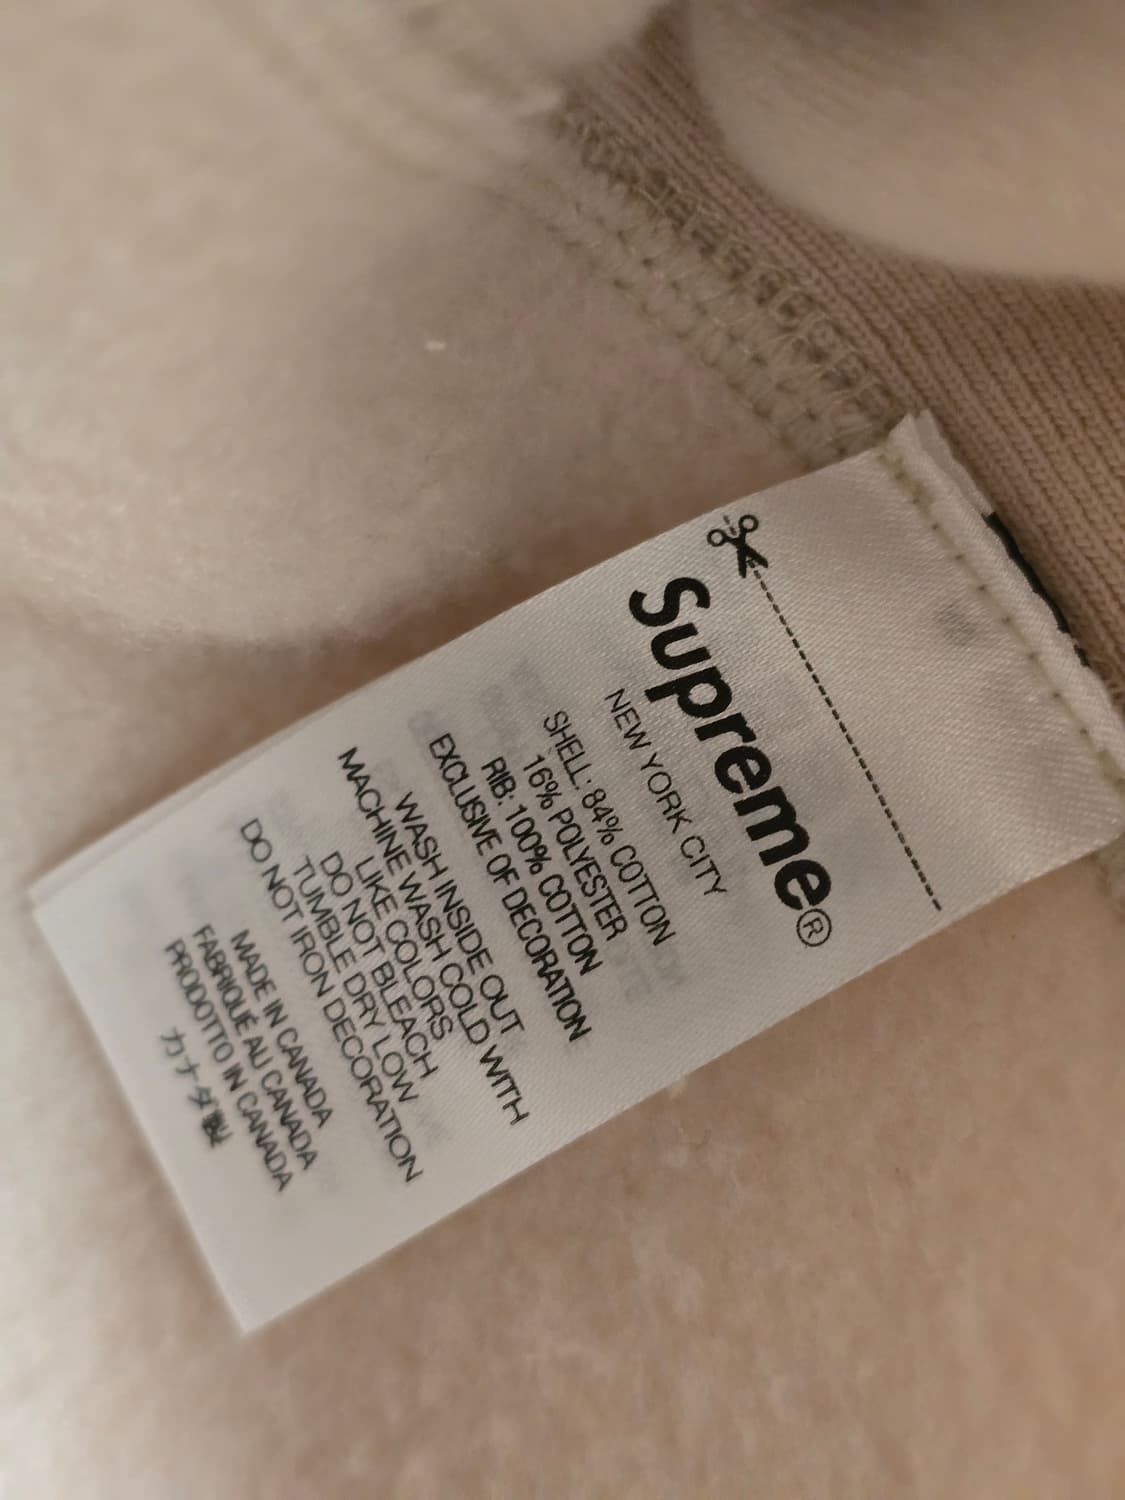 Supreme®
NEW YORK CITY
SHELL: 84% COTTON
16% POLYESTER
RIB: 100% COTTON
EXCLUSIVE OF DECORATION
WASH INSIDE OUT
MACHINE WASH COLD WITH
LIKE COLORS
DO NOT BLEACH
TUMBLE DRY LOW
DO NOT IRON DECORATION
MADE IN CANADA
FABRIQUÉ AU CANADA
PRODOTTO IN CANADA
カナダ製